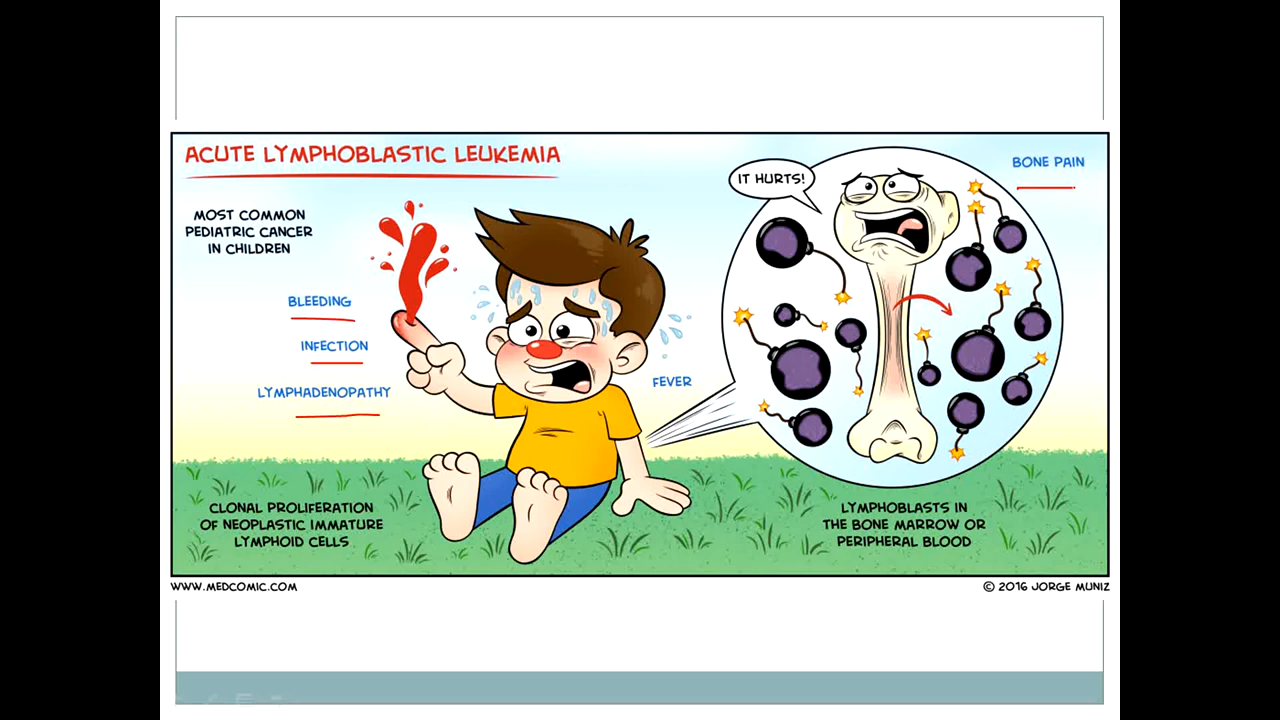 ACUTE LYMPHOBLASTIC LEUKEMIA
MOST COMMON
PEDIATRIC CANCER
IN CHILDREN
BLEEDING
INFECTION
LYMPHADENOPATHY
FEVER
IT HURTS!
BONE PAIN
CLONAL PROLIFERATION
OF NEOPLASTIC IMMATURE
LYMPHOID CELLS
LYMPHOBLASTS IN
THE BONE MARROW OR
PERIPHERAL BLOOD
WWW.MEDCOMIC.COM
© 2016 JORGE MUNIZ